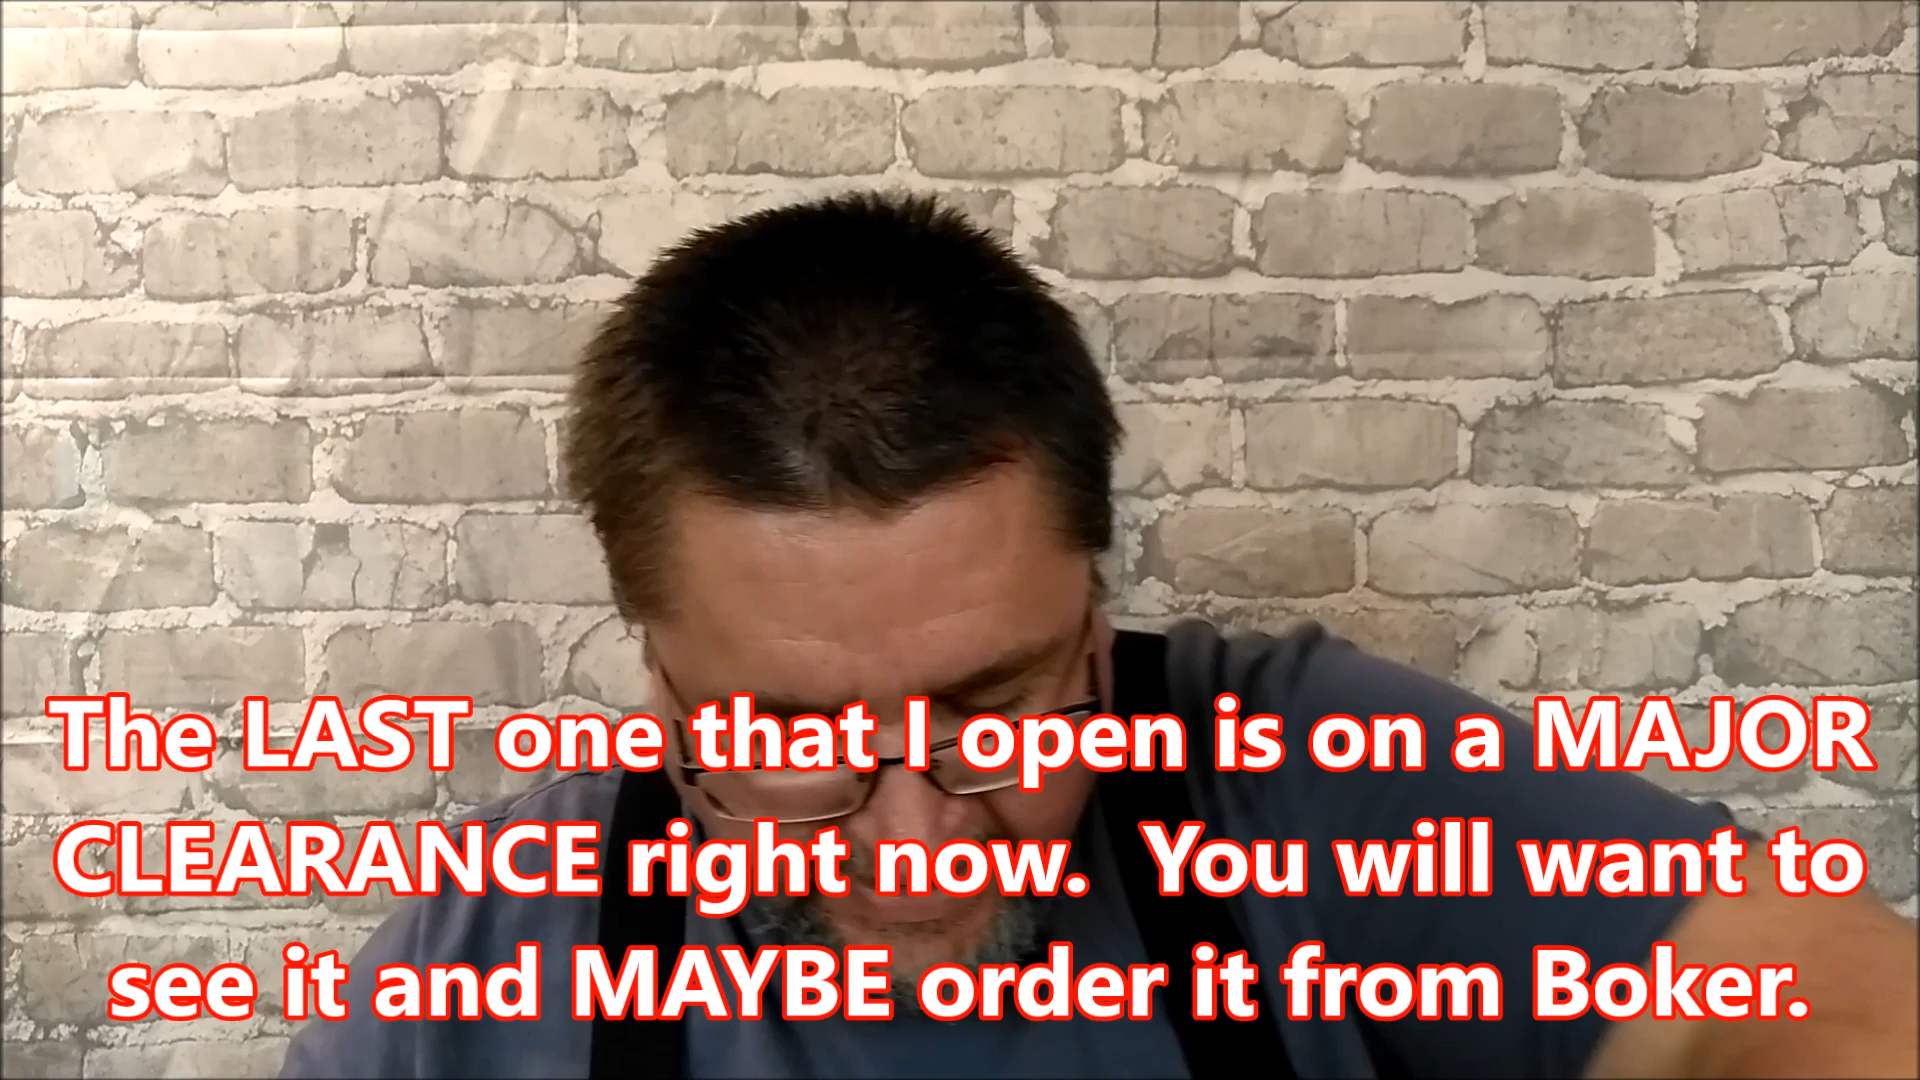 The LAST one that I open is on a MAJOR
CLEARANCE right now.  You will want to
see it and MAYBE order it from Boker.